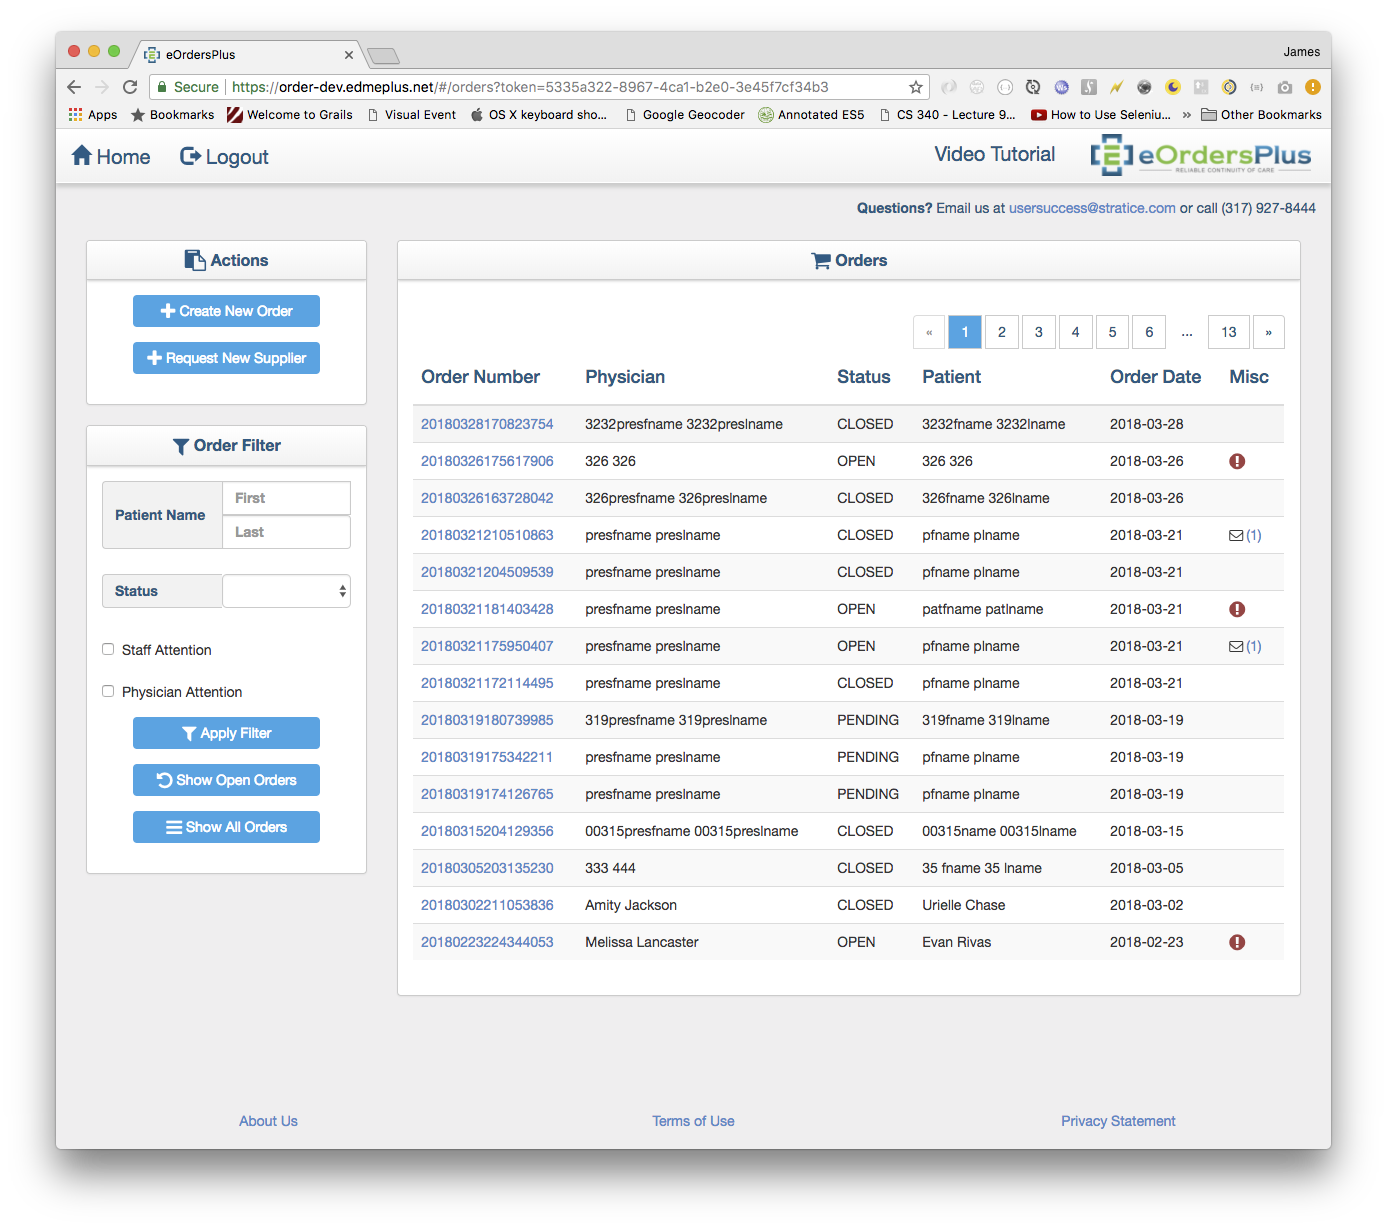 eOrdersPlus
James
Secure https://order-dev.edmeplus.net/#/orders?token=5335a322-8967-4ca1-b2e0-3e45f7cf34b3
Apps Bookmarks Welcome to Grails Visual Event OS X keyboard sho... Google Geocoder Annotated ES5 CS 340 - Lecture 9... How to Use Seleniu... » Other Bookmarks
Home Logout Video Tutorial eOrdersPlus
RELIABLE CONTINUITY OF CARE
Questions? Email us at usersuccess@stratice.com or call (317) 927-8444
Actions
Create New Order
Request New Supplier
Order Filter
Patient Name
First
Last
Status
Staff Attention
Physician Attention
Apply Filter
Show Open Orders
Show All Orders
Orders
« 1 2 3 4 5 6 ... 13 »
Order Number Physician Status Patient Order Date Misc
20180328170823754 3232presfname 3232preslname CLOSED 3232fname 3232lname 2018-03-28
20180326175617906 326 326 OPEN 326 326 2018-03-26
20180326163728042 326presfname 326preslname CLOSED 326fname 326lname 2018-03-26
20180321210510863 presfname preslname CLOSED pfname plname 2018-03-21 (1)
20180321204509539 presfname preslname CLOSED pfname plname 2018-03-21
20180321181403428 presfname preslname OPEN patfname patlname 2018-03-21
20180321175950407 presfname preslname OPEN pfname plname 2018-03-21 (1)
20180321172114495 presfname preslname CLOSED pfname plname 2018-03-21
20180319180739985 319presfname 319preslname PENDING 319fname 319lname 2018-03-19
20180319175342211 presfname preslname PENDING pfname plname 2018-03-19
20180319174126765 presfname preslname PENDING pfname plname 2018-03-19
20180315204129356 00315presfname 00315preslname CLOSED 00315name 00315lname 2018-03-15
20180305203135230 333 444 CLOSED 35 fname 35 lname 2018-03-05
20180302211053836 Amity Jackson CLOSED Urielle Chase 2018-03-02
20180223224344053 Melissa Lancaster OPEN Evan Rivas 2018-02-23
About Us Terms of Use Privacy Statement